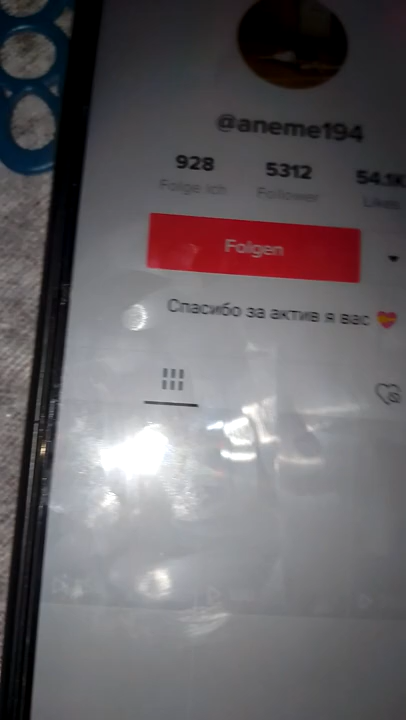 @aneme194
928 5312 54.1K
Folge ich Follower Likes
Folgen
Спасибо за актив я вас 💝